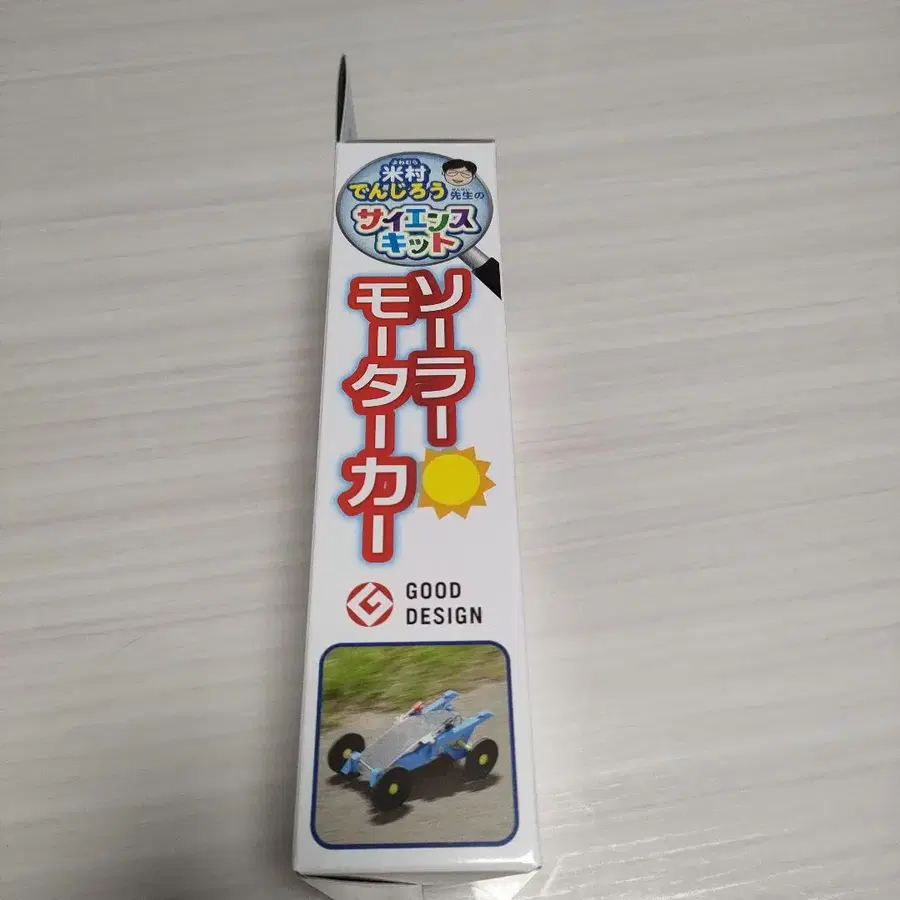 よねむら
米村
でんじろう
せんせい
先生の
サイエンス
キット
ソーラー
モーターカー
GOOD
DESIGN